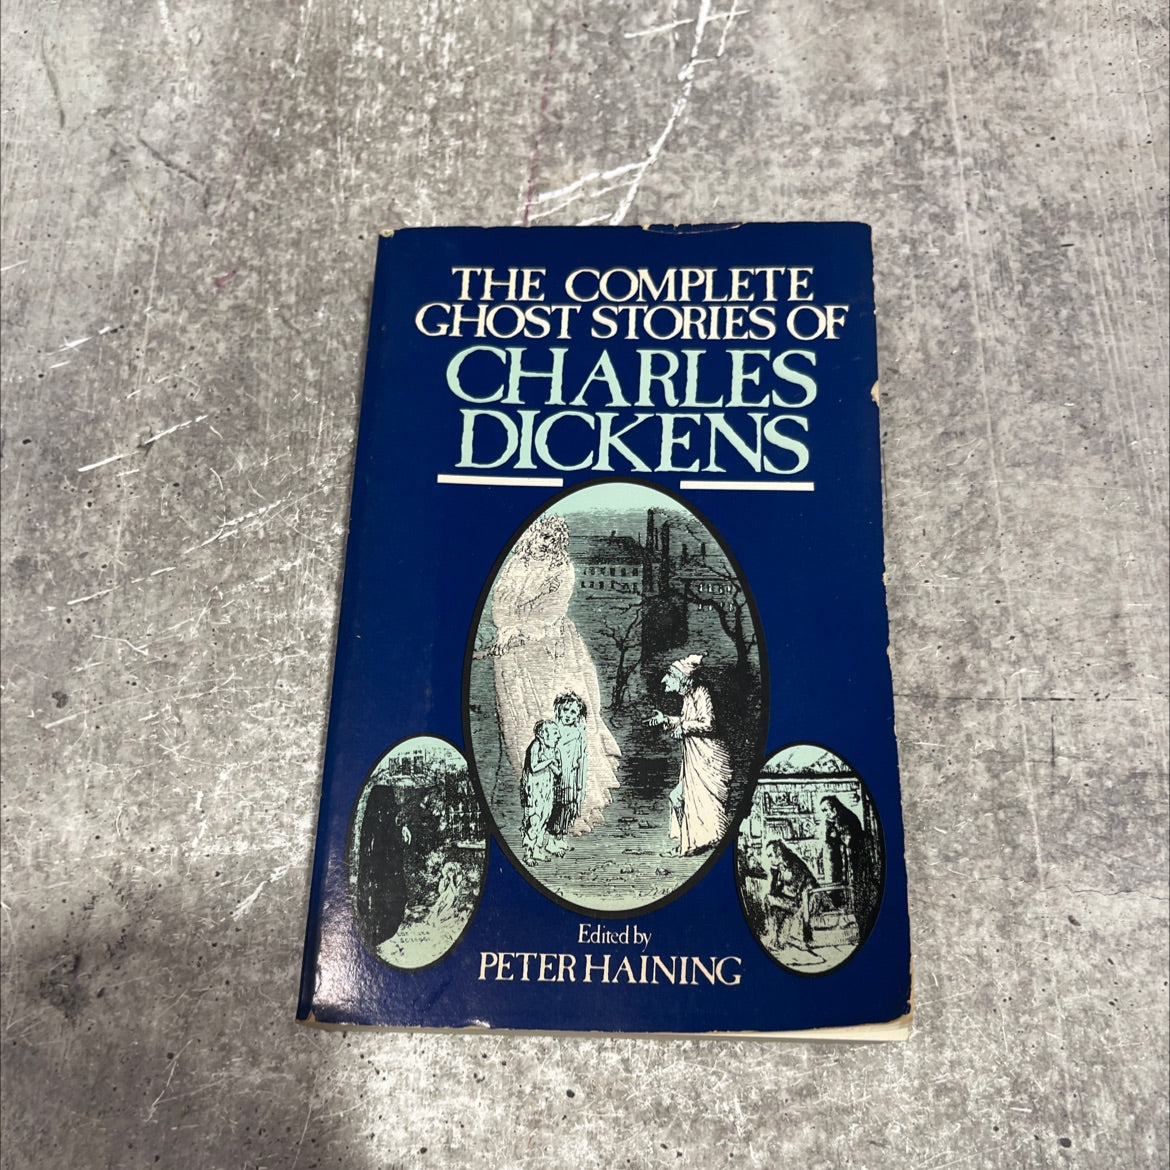 THE COMPLETE
GHOST STORIES OF
CHARLES
DICKENS
Edited by
PETER HAINING